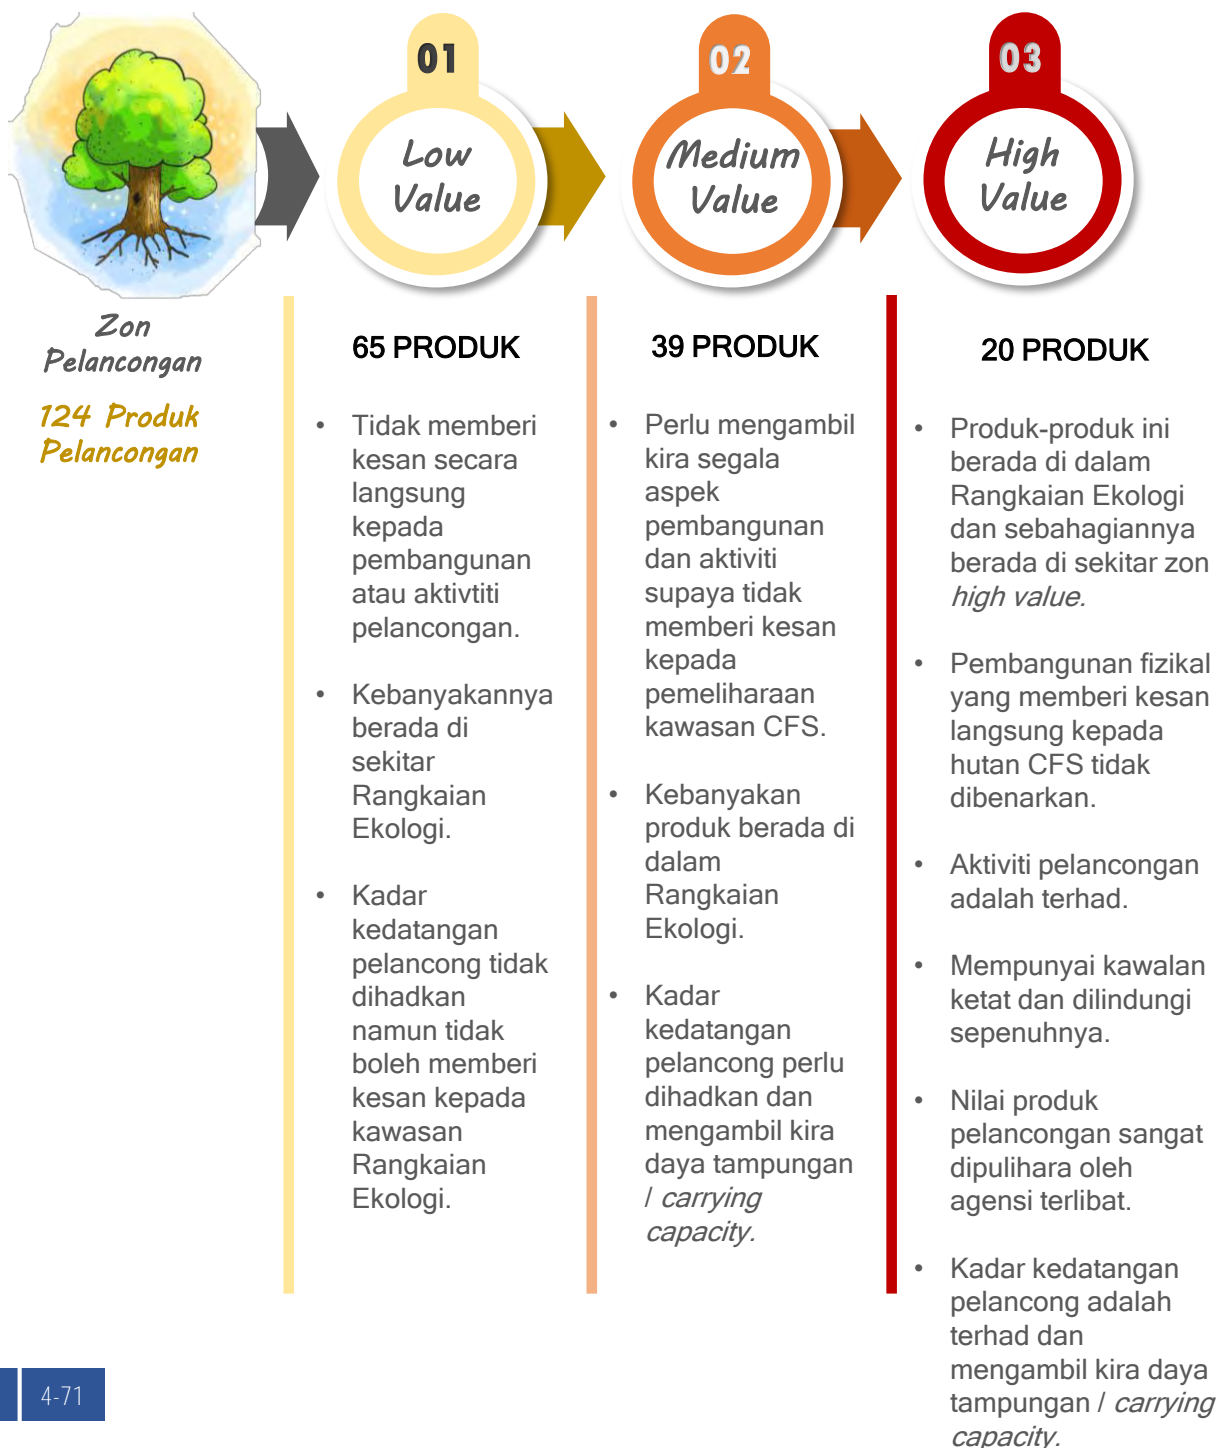 Zon
Pelancongan
124 Produk
Pelancongan
01
Low
Value
65 PRODUK
• Tidak memberi
kesan secara
langsung
kepada
pembangunan
atau aktivtiti
pelancongan.
• Kebanyakannya
berada di
sekitar
Rangkaian
Ekologi.
• Kadar
kedatangan
pelancong tidak
dihadkan
namun tidak
boleh memberi
kesan kepada
kawasan
Rangkaian
Ekologi.
02
Medium
Value
39 PRODUK
• Perlu mengambil
kira segala
aspek
pembangunan
dan aktiviti
supaya tidak
memberi kesan
kepada
pemeliharaan
kawasan CFS.
• Kebanyakan
produk berada di
dalam
Rangkaian
Ekologi.
• Kadar
kedatangan
pelancong perlu
dihadkan dan
mengambil kira
daya tampungan
/ carrying
capacity.
03
High
Value
20 PRODUK
• Produk-produk ini
berada di dalam
Rangkaian Ekologi
dan sebahagiannya
berada di sekitar zon
high value.
• Pembangunan fizikal
yang memberi kesan
langsung kepada
hutan CFS tidak
dibenarkan.
• Aktiviti pelancongan
adalah terhad.
• Mempunyai kawalan
ketat dan dilindungi
sepenuhnya.
• Nilai produk
pelancongan sangat
dipulihara oleh
agensi terlibat.
• Kadar kedatangan
pelancong adalah
terhad dan
mengambil kira daya
tampungan / carrying
capacity.
4-71